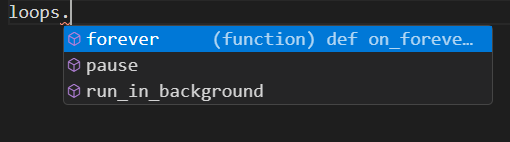 loops.
forever (function) def on_foreve…
pause
run_in_background